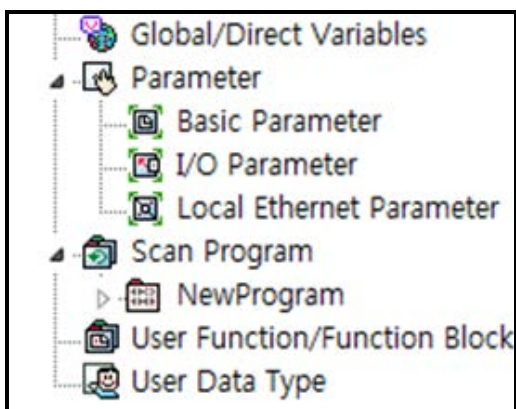 Global/Direct Variables
Parameter
Basic Parameter
I/O Parameter
Local Ethernet Parameter
Scan Program
NewProgram
User Function/Function Block
User Data Type